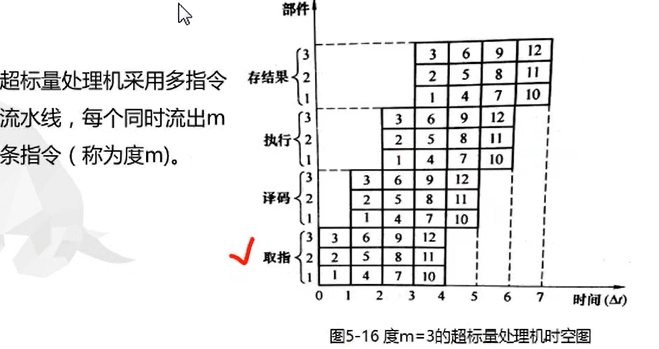 部件
超标量处理机采用多指令
流水线，每个同时流出m
条指令（称为度m)。
存结果
3 3 6 9 12
2 2 5 8 11
1 1 4 7 10
执行
3 3 6 9 12
2 2 5 8 11
1 1 4 7 10
译码
3 3 6 9 12
2 2 5 8 11
1 1 4 7 10
取指
3 3 6 9 12
2 2 5 8 11
1 1 4 7 10
0 1 2 3 4 5 6 7 时间(Δt)
图5-16 度m=3的超标量处理机时空图